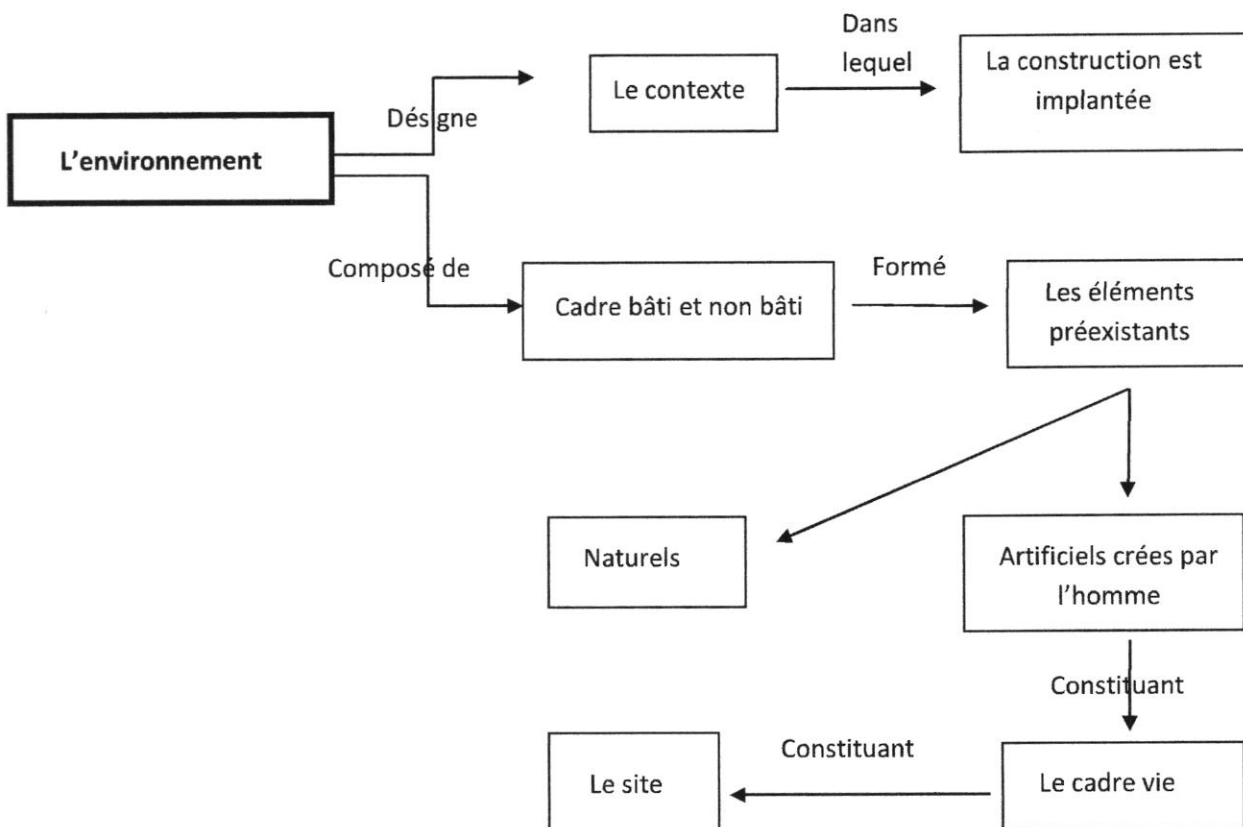 Dans
lequel
La construction est
implantée
Le contexte
Désigne
L'environnement
Composé de
Cadre bâti et non bâti
Formé
Les éléments
préexistants
Naturels
Artificiels crées par
l'homme
Constituant
Constituant
Le site
Le cadre vie